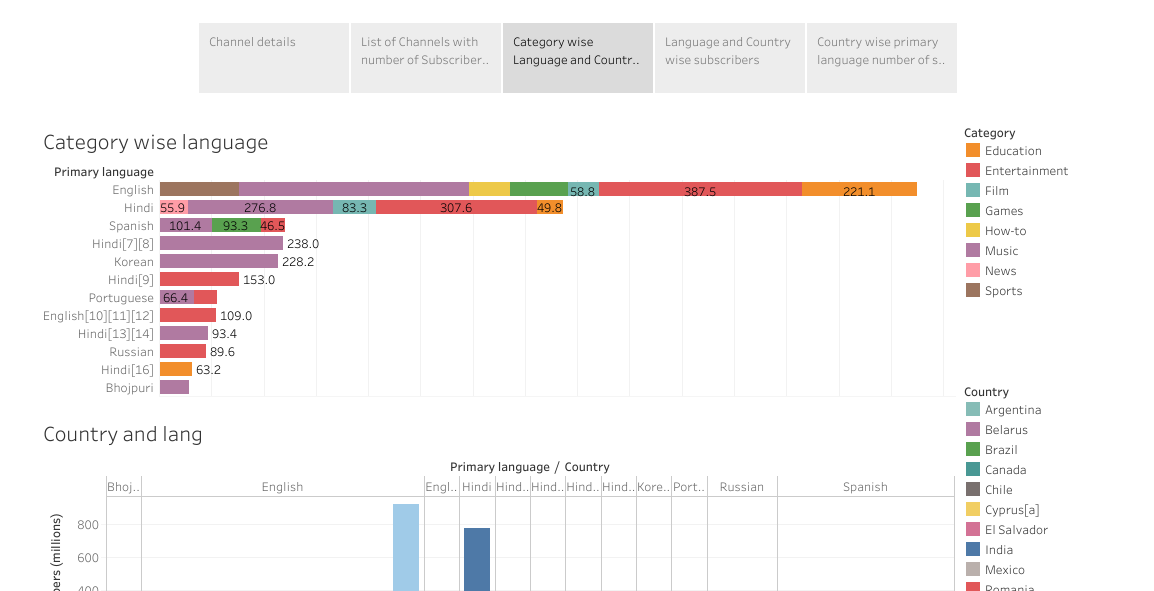 Channel details
List of Channels with
number of Subscriber..
Category wise
Language and Countr..
Language and Country
wise subscribers
Country wise primary
language number of s..
Category wise language
Primary language
English
58.8
387.5
221.1
Hindi
55.9
276.8
83.3
307.6
49.8
Spanish
101.4
93.3
46.5
Hindi[7][8]
238.0
Korean
228.2
Hindi[9]
153.0
Portuguese
66.4
English[10][11][12]
109.0
Hindi[13][14]
93.4
Russian
89.6
Hindi[16]
63.2
Bhojpuri
Category
Education
Entertainment
Film
Games
How-to
Music
News
Sports
Country and lang
Primary language / Country
Bhoj..
English
Engl..
Hindi
Hind..
Hind..
Hind..
Hind..
Kore..
Port..
Russian
Spanish
800
600
400
bers (millions)
Country
Argentina
Belarus
Brazil
Canada
Chile
Cyprus[a]
El Salvador
India
Mexico
Romania